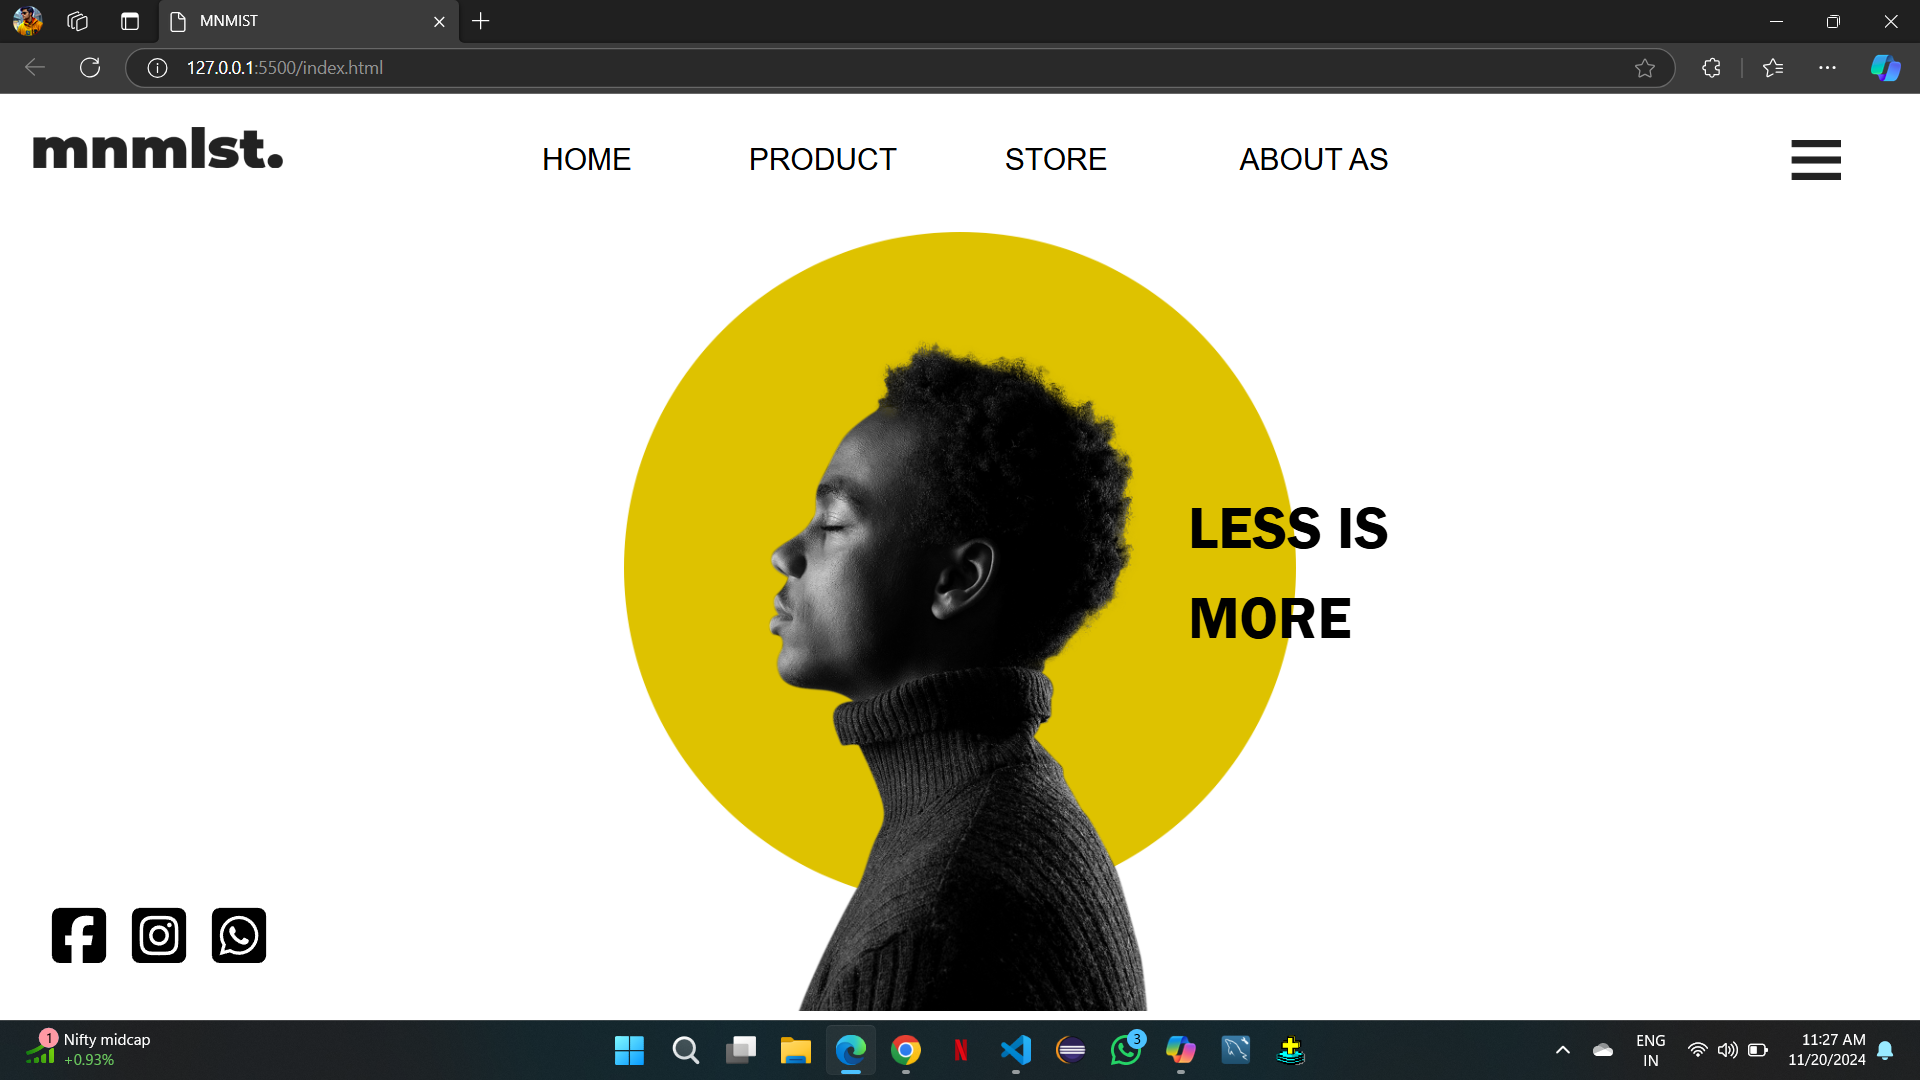 MNMIST
127.0.0.1:5500/index.html
mnmlst.
HOME PRODUCT STORE ABOUT AS
LESS IS
MORE
1 Nifty midcap
+0.93%
N
3
ENG
IN
11:27 AM
11/20/2024